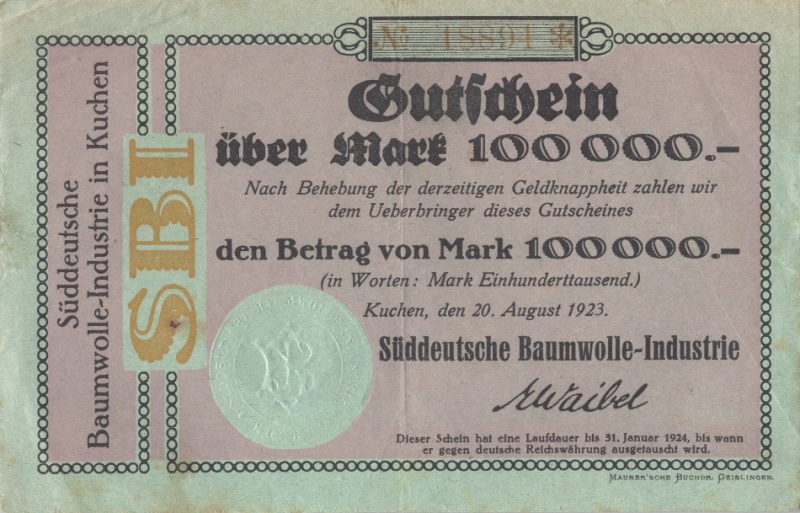 № 18891 *
Gutschein
über Mark 100 000.–
Nach Behebung der derzeitigen Geldknappheit zahlen wir
dem Ueberbringer dieses Gutscheines
den Betrag von Mark 100000.–
(in Worten: Mark Einhunderttausend.)
Kuchen, den 20. August 1923.
Süddeutsche Baumwolle-Industrie
AWaibel
Dieser Schein hat eine Laufdauer bis 31. Januar 1924, bis wann
er gegen deutsche Reichswährung ausgetauscht wird.
MAURER'SCHE BUCHDR. GEISLINGEN.
Süddeutsche
Baumwolle-Industrie in Kuchen
SBI